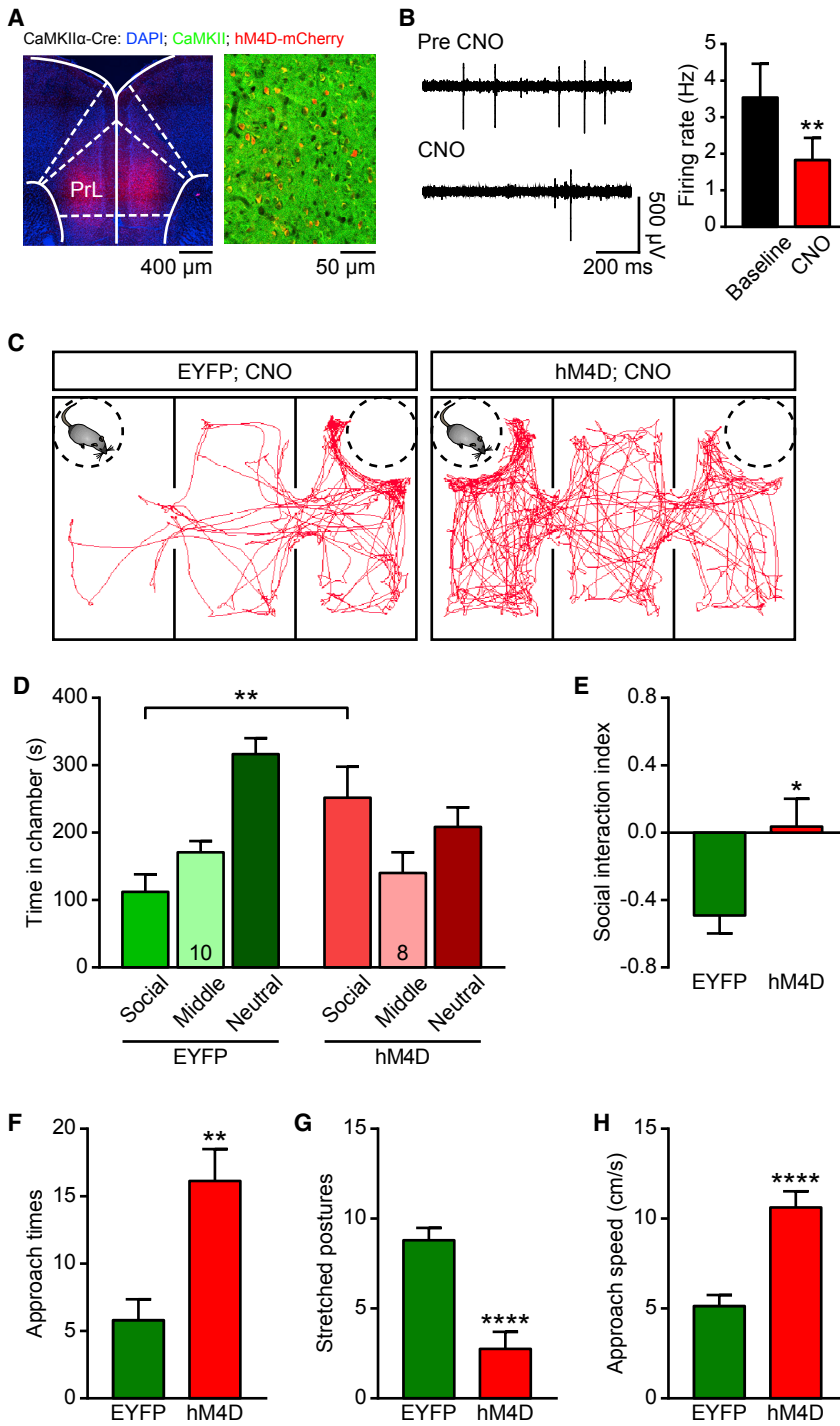 A
CaMKIIα-Cre: DAPI; CaMKII; hM4D-mCherry
PrL
400 µm
50 µm
B
Pre CNO
CNO
500 µV
200 ms
Firing rate (Hz)
5
4
3
2
1
0
**
Baseline
CNO
C
EYFP; CNO
hM4D; CNO
D
Time in chamber (s)
400
300
200
100
0
**
10
8
Social
Middle
Neutral
Social
Middle
Neutral
EYFP
hM4D
E
Social interaction index
0.8
0.4
0.0
-0.4
-0.8
*
EYFP
hM4D
F
Approach times
20
15
10
5
0
**
EYFP
hM4D
G
Stretched postures
15
10
5
0
****
EYFP
hM4D
H
Approach speed (cm/s)
15
10
5
0
****
EYFP
hM4D